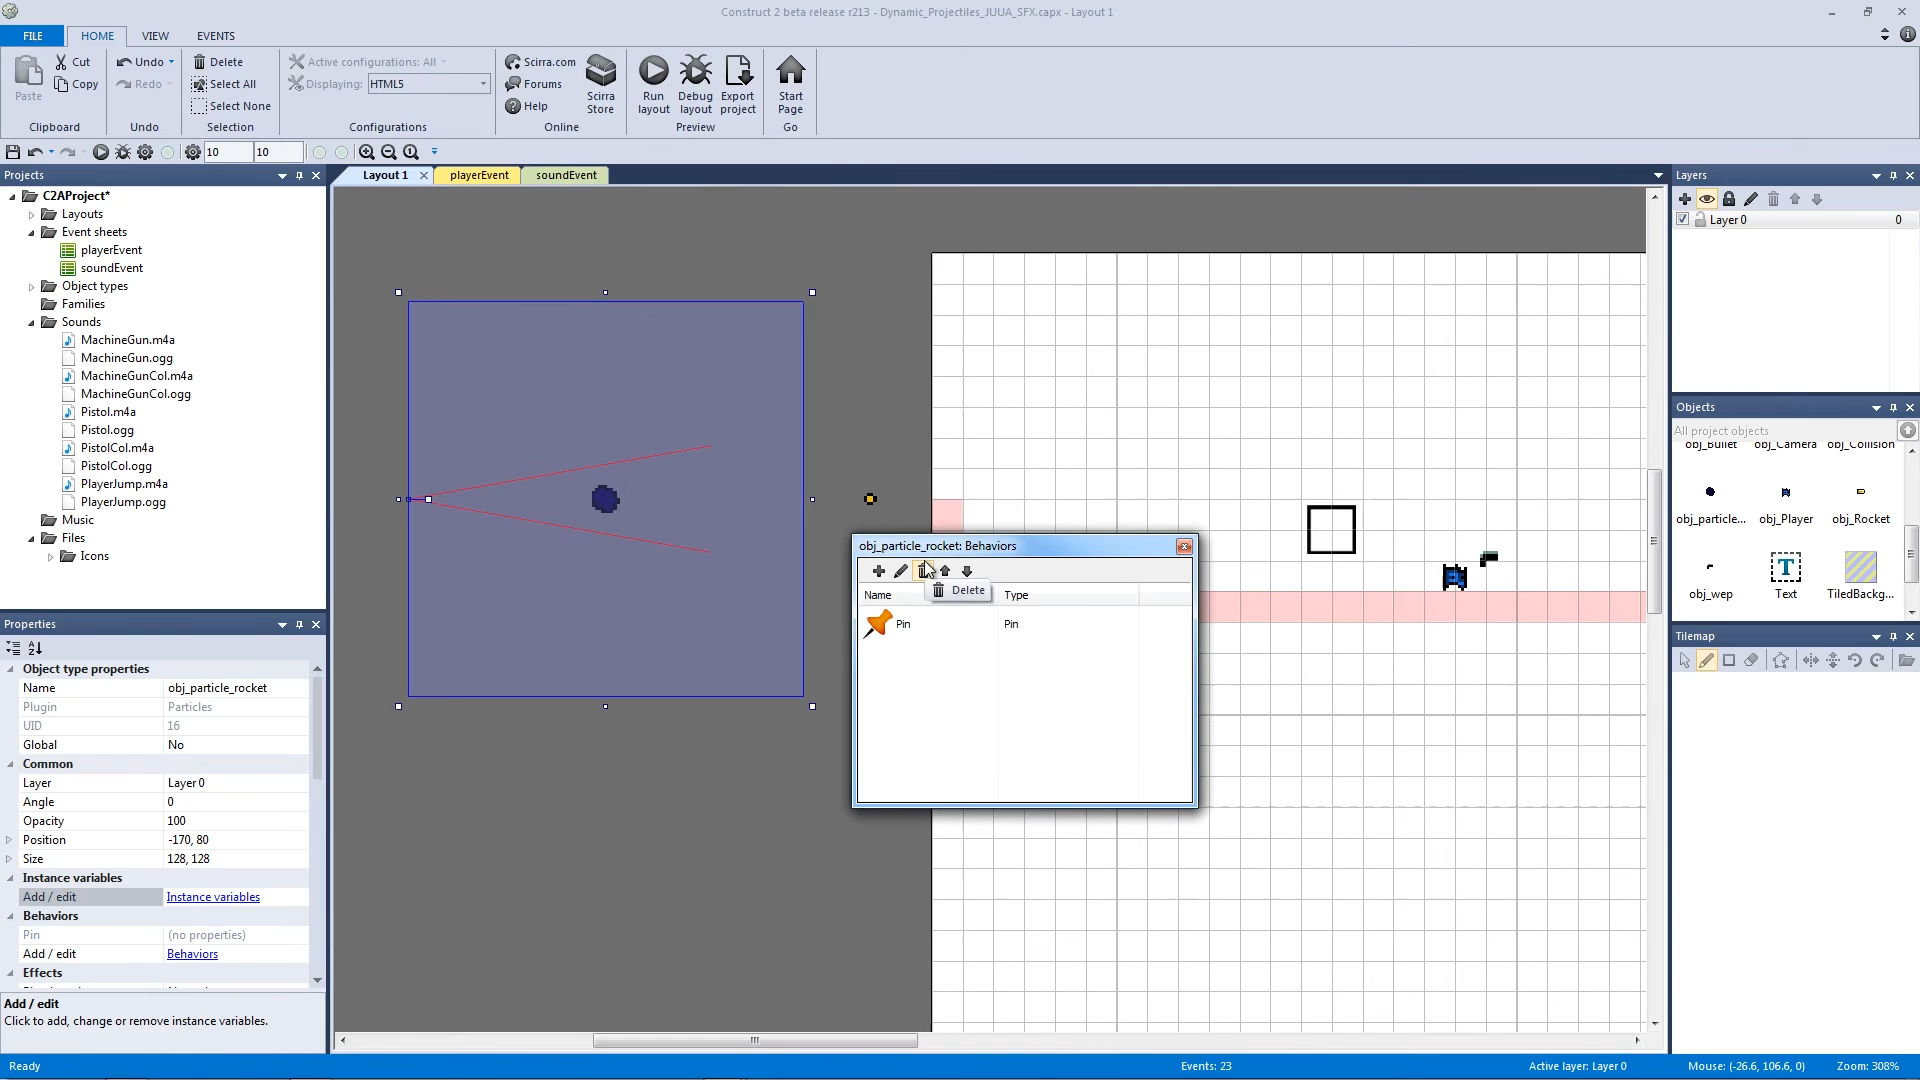 Construct 2 beta release r213 - Dynamic_Projectiles_JUUA_SFX.capx - Layout 1
FILE
HOME
VIEW
EVENTS
Paste
Cut
Copy
Clipboard
Undo
Redo
Undo
Delete
Select All
Select None
Selection
Active configurations: All
Displaying:
HTML5
Configurations
Scirra.com
Forums
Help
Scirra
Store
Online
Run
layout
Debug
layout
Export
project
Preview
Start
Page
Go
10
10
Projects
C2AProject*
Layouts
Event sheets
playerEvent
soundEvent
Object types
Families
Sounds
MachineGun.m4a
MachineGun.ogg
MachineGunCol.m4a
MachineGunCol.ogg
Pistol.m4a
Pistol.ogg
PistolCol.m4a
PistolCol.ogg
PlayerJump.m4a
PlayerJump.ogg
Music
Files
Icons
Properties
Object type properties
Name obj_particle_rocket
Plugin Particles
UID 16
Global No
Common
Layer Layer 0
Angle 0
Opacity 100
Position -170, 80
Size 128, 128
Instance variables
Add / edit Instance variables
Behaviors
Pin (no properties)
Add / edit Behaviors
Effects
Add / edit
Click to add, change or remove instance variables.
Layout 1
playerEvent
soundEvent
obj_particle_rocket: Behaviors
Delete
Name Type
Pin Pin
Layers
Layer 0 0
Objects
All project objects
obj_Bullet obj_Camera obj_Collision
obj_particle... obj_Player obj_Rocket
obj_wep Text TiledBackg...
Tilemap
Ready
Events: 23
Active layer: Layer 0
Mouse: (-26.6, 106.6, 0)
Zoom: 308%